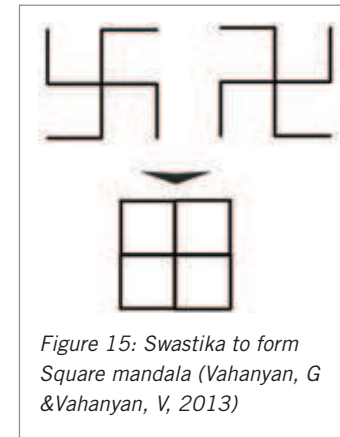 Figure 15: Swastika to form
Square mandala (Vahanyan, G
&Vahanyan, V, 2013)